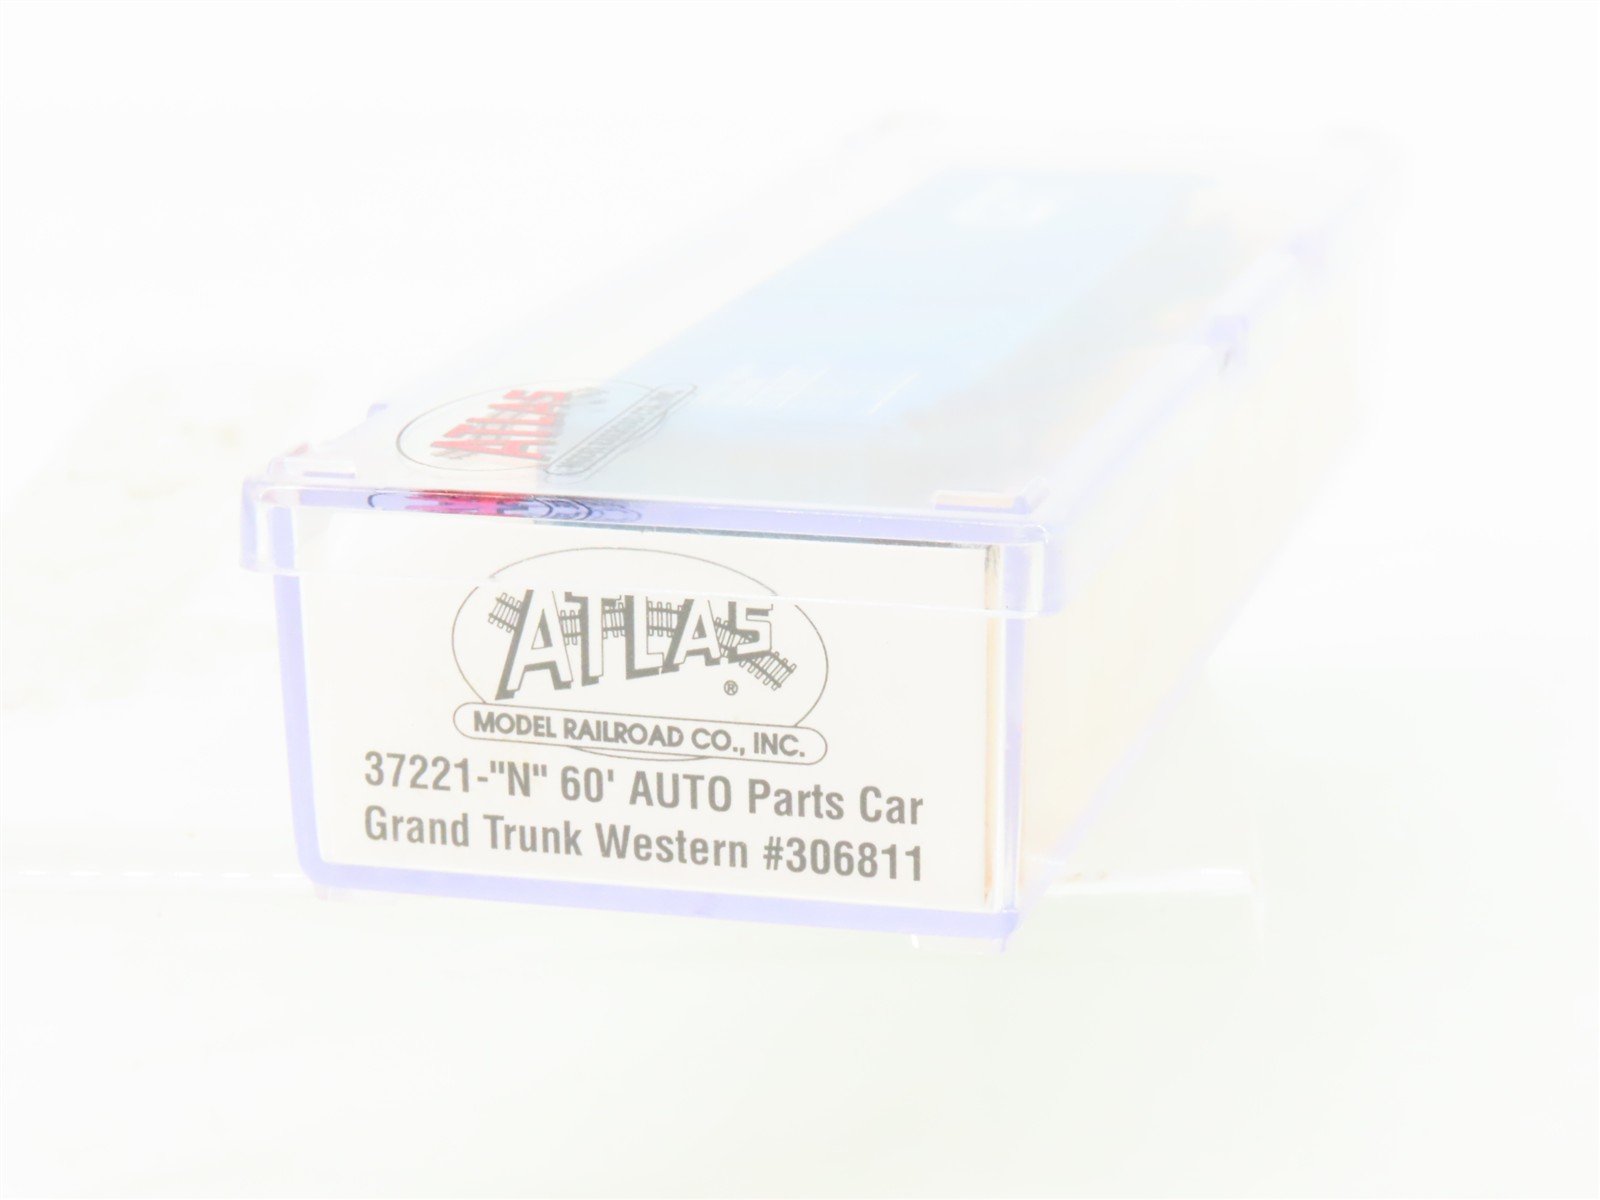 ATLAS
ATLAS
®
MODEL RAILROAD CO., INC.
37221-"N" 60' AUTO Parts Car
Grand Trunk Western #306811